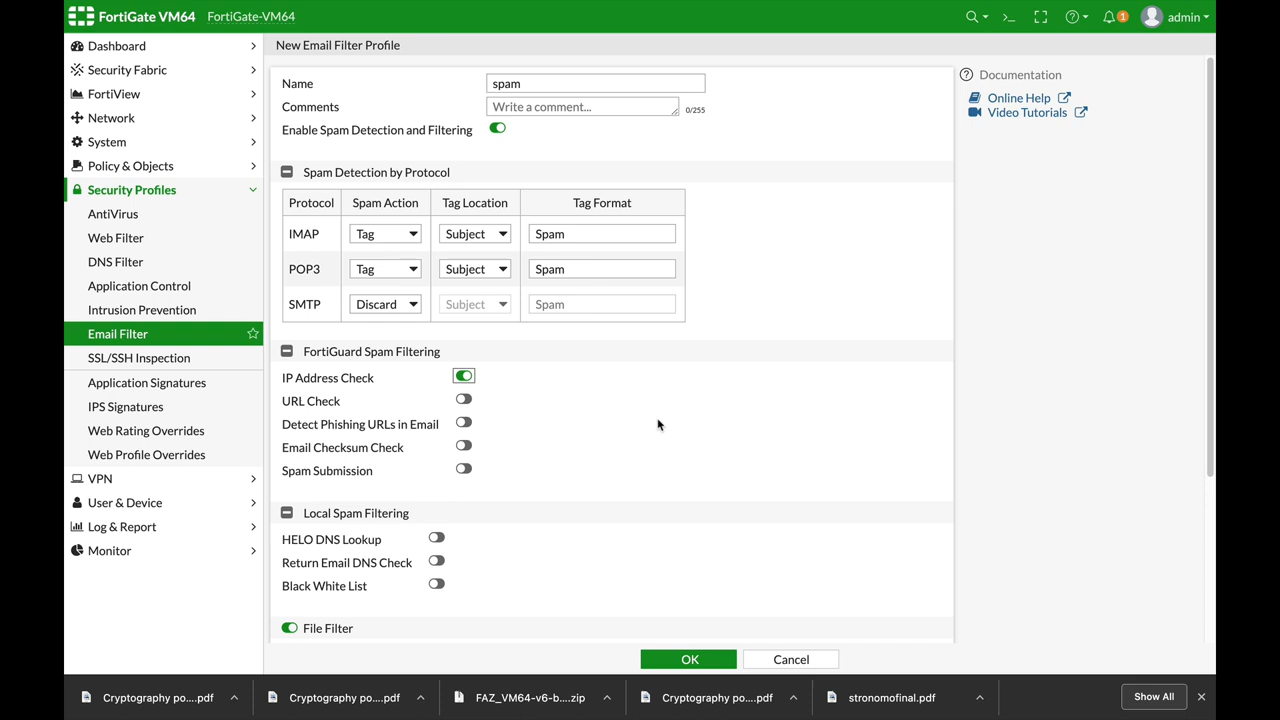 FortiGate VM64 FortiGate-VM64 1 admin
Dashboard
Security Fabric
FortiView
Network
System
Policy & Objects
Security Profiles
AntiVirus
Web Filter
DNS Filter
Application Control
Intrusion Prevention
Email Filter
SSL/SSH Inspection
Application Signatures
IPS Signatures
Web Rating Overrides
Web Profile Overrides
VPN
User & Device
Log & Report
Monitor
New Email Filter Profile
Name spam
Comments Write a comment... 0/255
Enable Spam Detection and Filtering
Spam Detection by Protocol
Protocol Spam Action Tag Location Tag Format
IMAP Tag Subject Spam
POP3 Tag Subject Spam
SMTP Discard Subject Spam
FortiGuard Spam Filtering
IP Address Check
URL Check
Detect Phishing URLs in Email
Email Checksum Check
Spam Submission
Local Spam Filtering
HELO DNS Lookup
Return Email DNS Check
Black White List
File Filter
OK Cancel
Documentation
Online Help
Video Tutorials
Cryptography po....pdf Cryptography po....pdf FAZ_VM64-v6-b....zip Cryptography po....pdf stronomofinal.pdf Show All